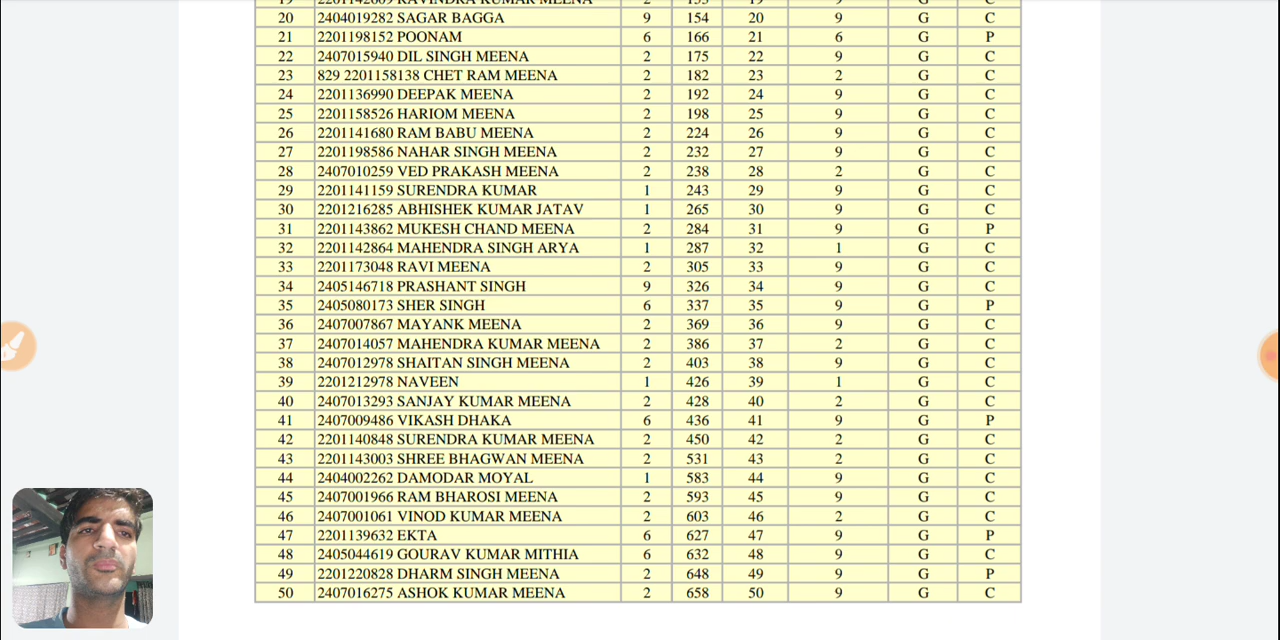 20 2404019282 SAGAR BAGGA 9 154 20 9 G C
21 2201198152 POONAM 6 166 21 6 G P
22 2407015940 DIL SINGH MEENA 2 175 22 9 G C
23 829 2201158138 CHET RAM MEENA 2 182 23 2 G C
24 2201136990 DEEPAK MEENA 2 192 24 9 G C
25 2201158526 HARIOM MEENA 2 198 25 9 G C
26 2201141680 RAM BABU MEENA 2 224 26 9 G C
27 2201198586 NAHAR SINGH MEENA 2 232 27 9 G C
28 2407010259 VED PRAKASH MEENA 2 238 28 2 G C
29 2201141159 SURENDRA KUMAR 1 243 29 9 G C
30 2201216285 ABHISHEK KUMAR JATAV 1 265 30 9 G C
31 2201143862 MUKESH CHAND MEENA 2 284 31 9 G P
32 2201142864 MAHENDRA SINGH ARYA 1 287 32 1 G C
33 2201173048 RAVI MEENA 2 305 33 9 G C
34 2405146718 PRASHANT SINGH 9 326 34 9 G C
35 2405080173 SHER SINGH 6 337 35 9 G P
36 2407007867 MAYANK MEENA 2 369 36 9 G C
37 2407014057 MAHENDRA KUMAR MEENA 2 386 37 2 G C
38 2407012978 SHAITAN SINGH MEENA 2 403 38 9 G C
39 2201212978 NAVEEN 1 426 39 1 G C
40 2407013293 SANJAY KUMAR MEENA 2 428 40 2 G C
41 2407009486 VIKASH DHAKA 6 436 41 9 G P
42 2201140848 SURENDRA KUMAR MEENA 2 450 42 2 G C
43 2201143003 SHREE BHAGWAN MEENA 2 531 43 2 G C
44 2404002262 DAMODAR MOYAL 1 583 44 9 G C
45 2407001966 RAM BHAROSI MEENA 2 593 45 9 G C
46 2407001061 VINOD KUMAR MEENA 2 603 46 2 G C
47 2201139632 EKTA 6 627 47 9 G P
48 2405044619 GOURAV KUMAR MITHIA 6 632 48 9 G C
49 2201220828 DHARM SINGH MEENA 2 648 49 9 G P
50 2407016275 ASHOK KUMAR MEENA 2 658 50 9 G C